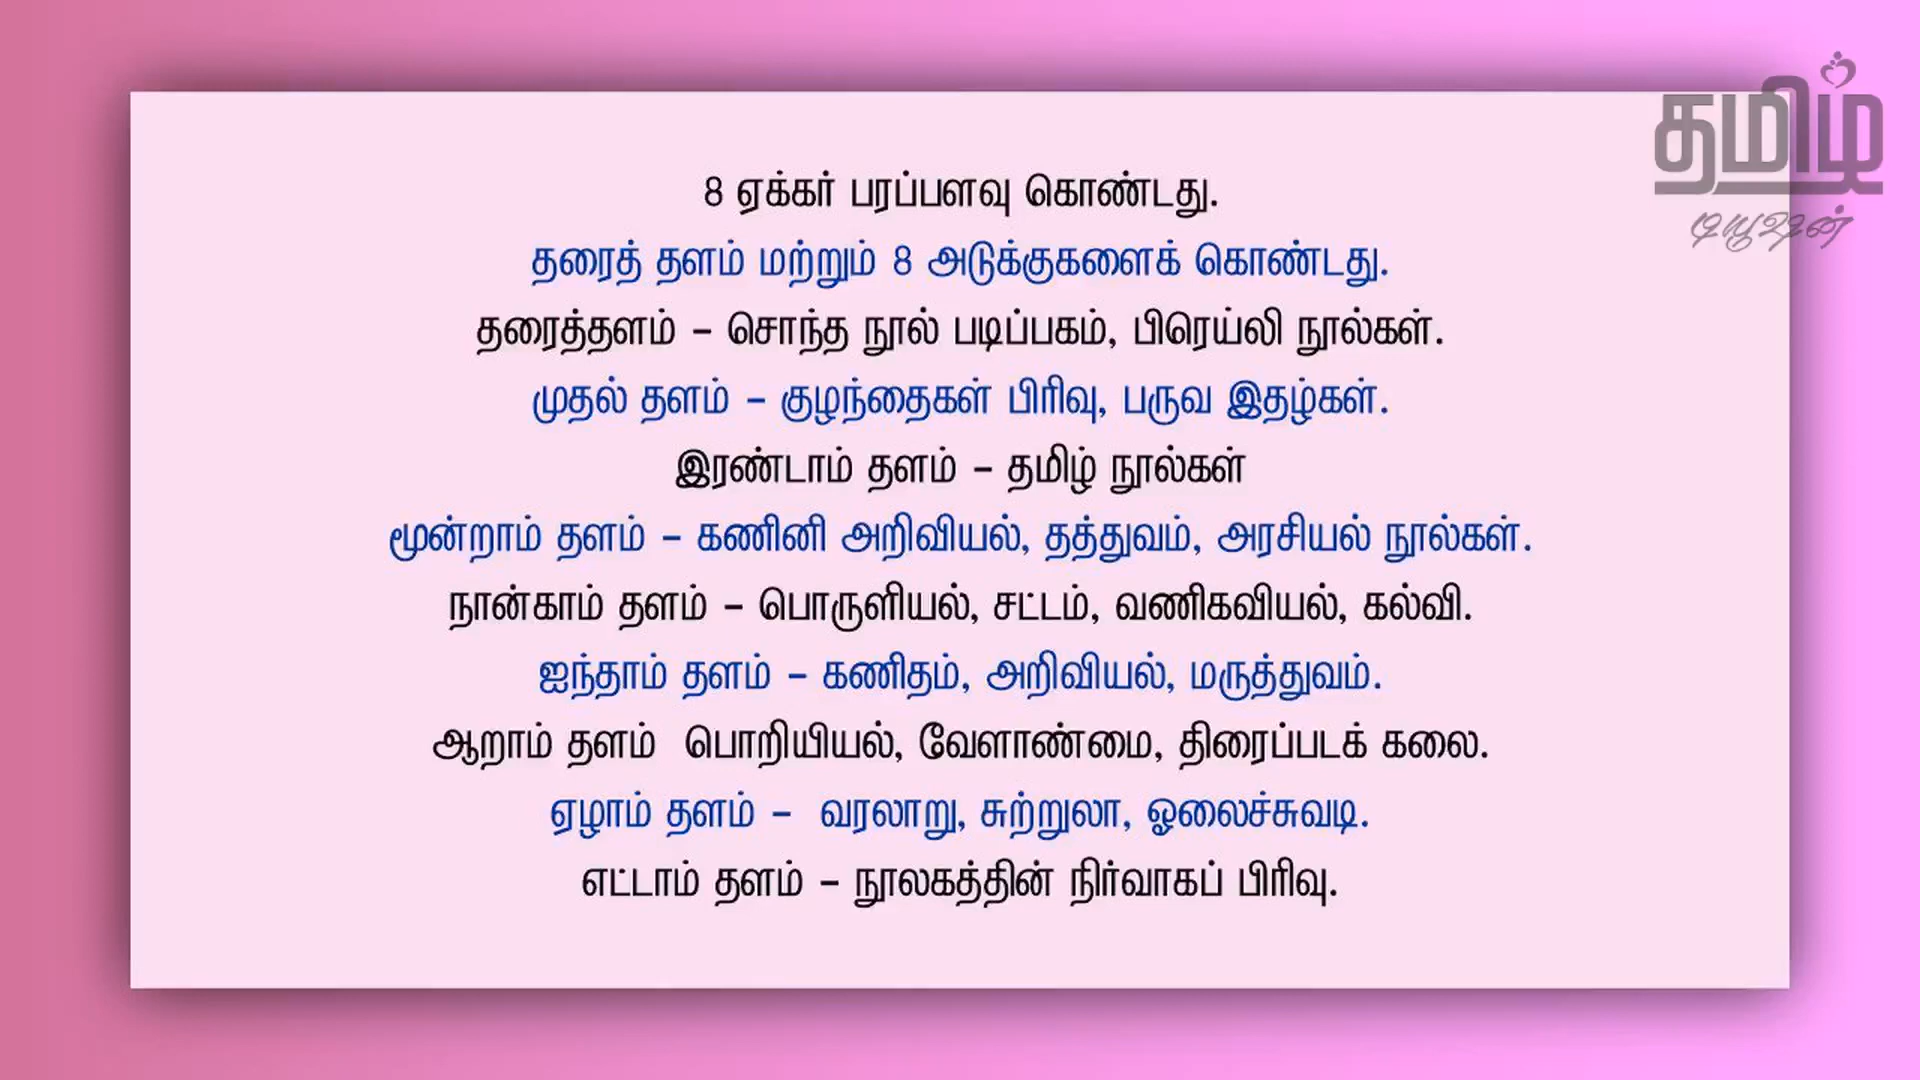 தமிழ்
டியூஷன்
8 ஏக்கர் பரப்பளவு கொண்டது.
தரைத் தளம் மற்றும் 8 அடுக்குகளைக் கொண்டது.
தரைத்தளம் – சொந்த நூல் படிப்பகம், பிரெய்லி நூல்கள்.
முதல் தளம் – குழந்தைகள் பிரிவு, பருவ இதழ்கள்.
இரண்டாம் தளம் – தமிழ் நூல்கள்
மூன்றாம் தளம் – கணினி அறிவியல், தத்துவம், அரசியல் நூல்கள்.
நான்காம் தளம் – பொருளியல், சட்டம், வணிகவியல், கல்வி.
ஐந்தாம் தளம் – கணிதம், அறிவியல், மருத்துவம்.
ஆறாம் தளம்  பொறியியல், வேளாண்மை, திரைப்படக் கலை.
ஏழாம் தளம் –  வரலாறு, சுற்றுலா, ஓலைச்சுவடி.
எட்டாம் தளம் – நூலகத்தின் நிர்வாகப் பிரிவு.